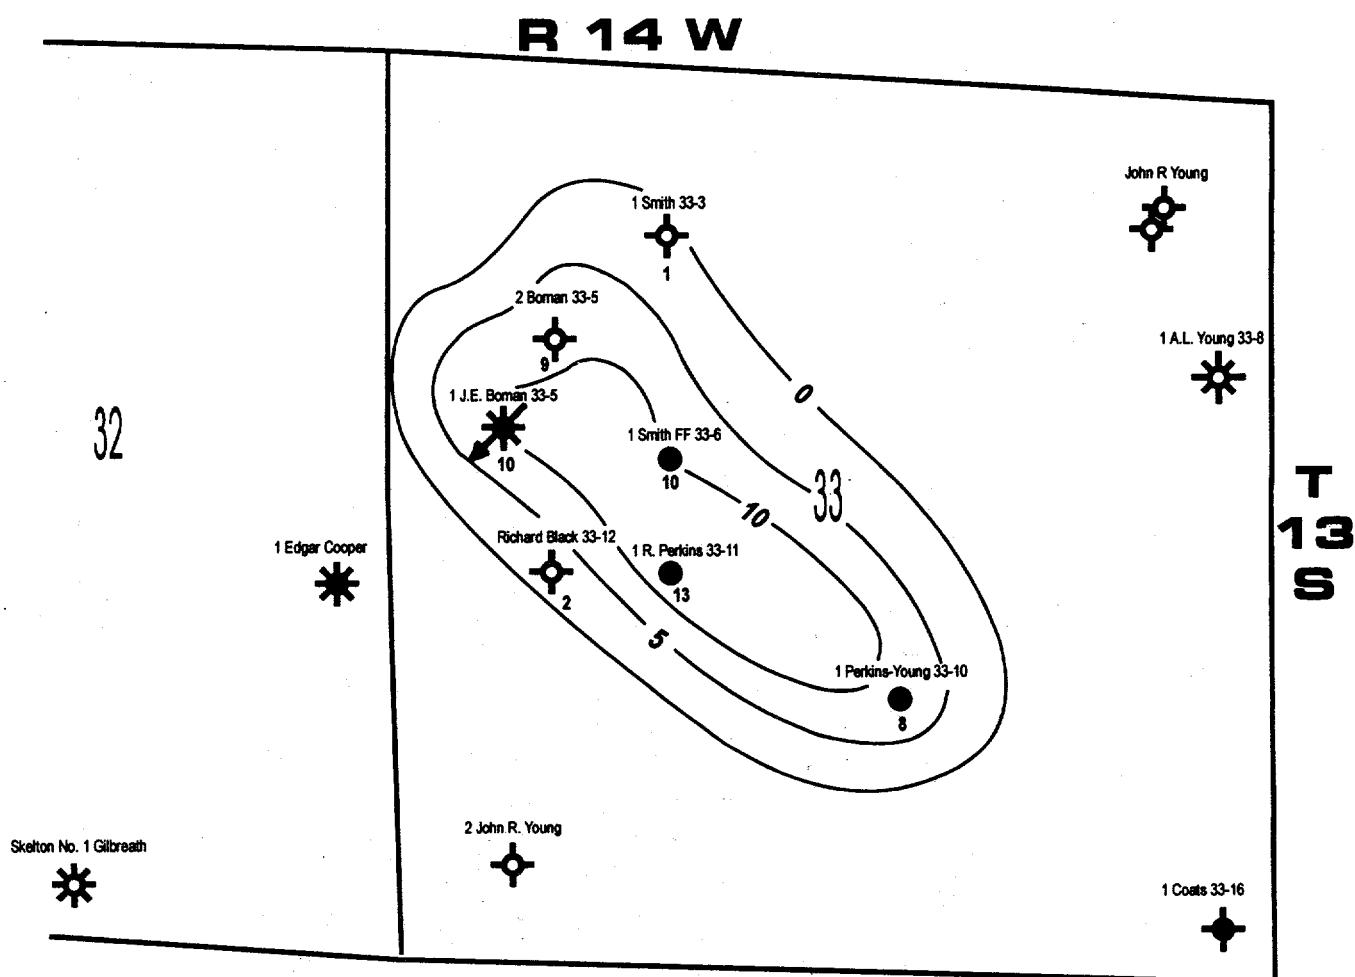 R 14 W
John R Young
1 Smith 33-3
1
2 Boman 33-5
9
1 A.L. Young 33-8
0
1 J.E. Boman 33-5
10
32
1 Smith FF 33-6
10
10
33
T
13
S
1 Edgar Cooper
Richard Black 33-12
2
1 R. Perkins 33-11
13
5
1 Perkins-Young 33-10
8
2 John R. Young
Skelton No. 1 Gilbreath
1 Coats 33-16